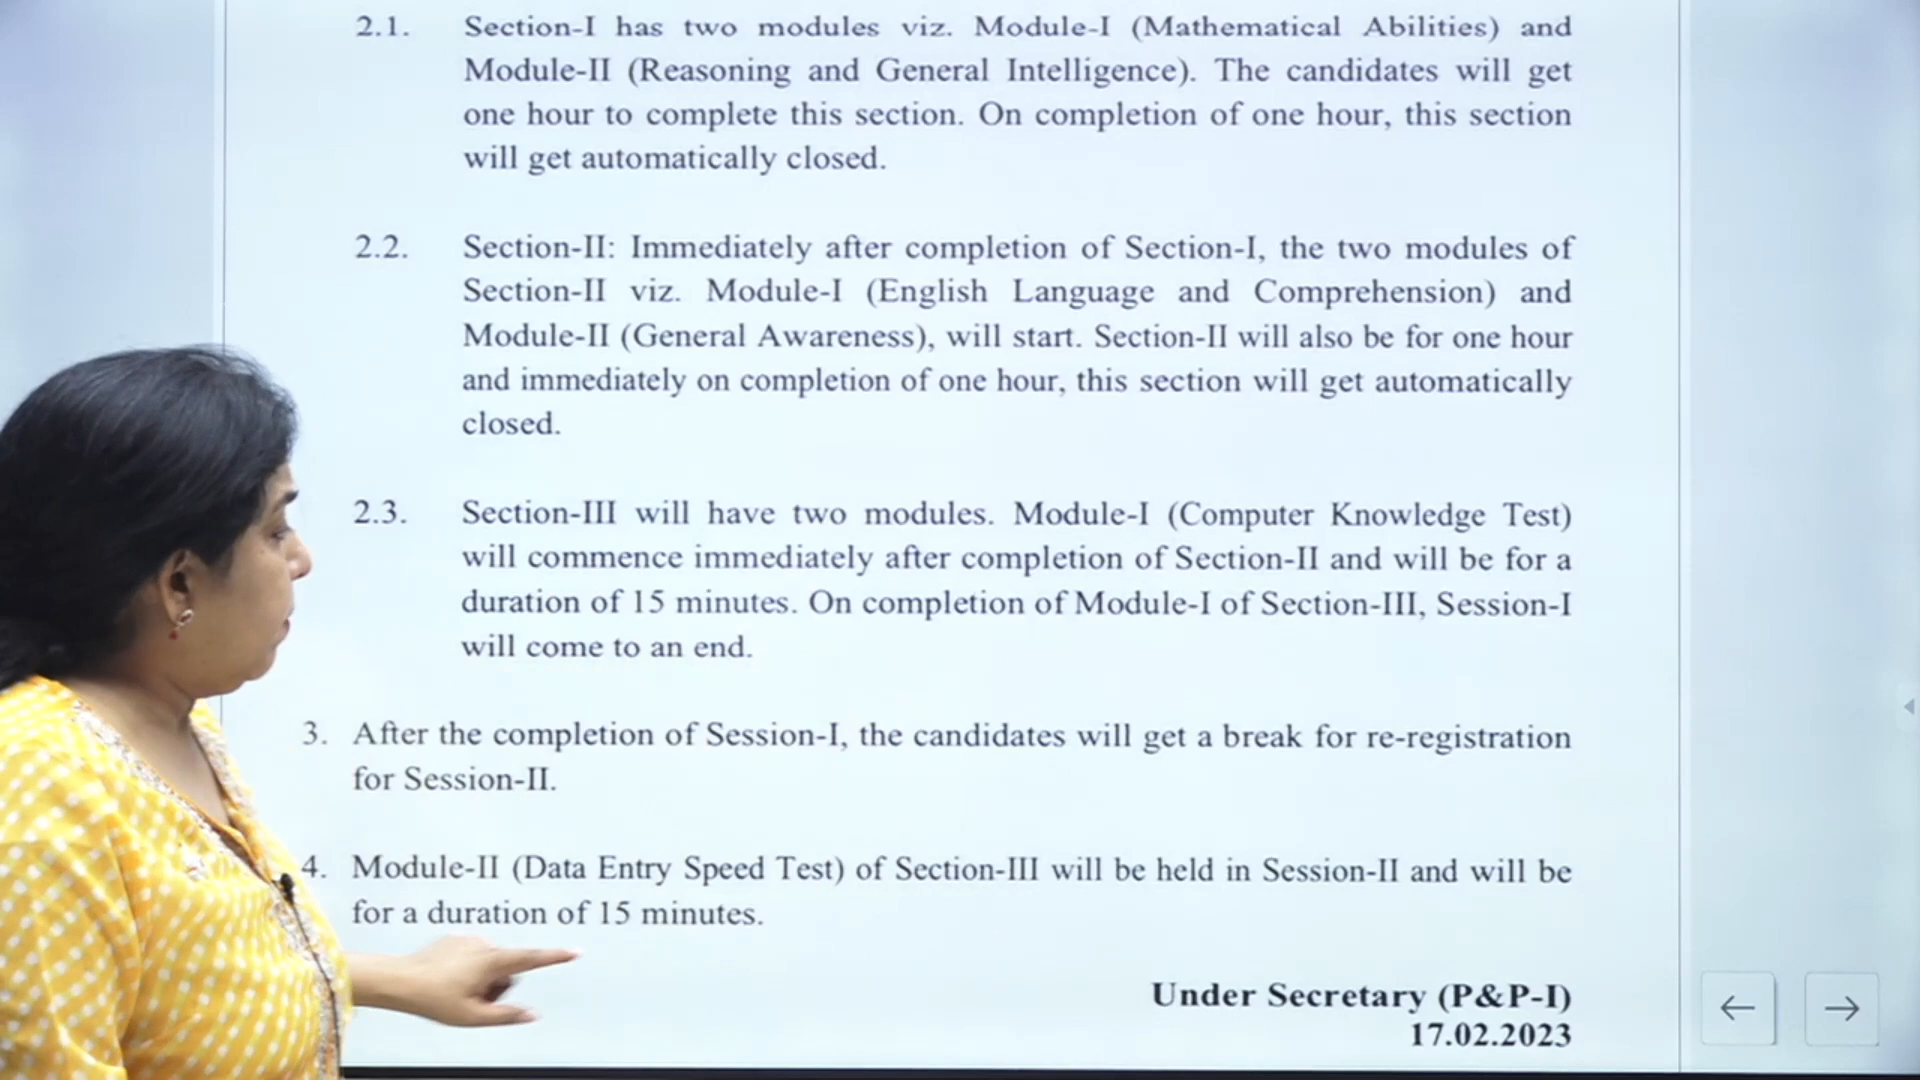 2.1. Section-I has two modules viz. Module-I (Mathematical Abilities) and
Module-II (Reasoning and General Intelligence). The candidates will get
one hour to complete this section. On completion of one hour, this section
will get automatically closed.
2.2. Section-II: Immediately after completion of Section-I, the two modules of
Section-II viz. Module-I (English Language and Comprehension) and
Module-II (General Awareness), will start. Section-II will also be for one hour
and immediately on completion of one hour, this section will get automatically
closed.
2.3. Section-III will have two modules. Module-I (Computer Knowledge Test)
will commence immediately after completion of Section-II and will be for a
duration of 15 minutes. On completion of Module-I of Section-III, Session-I
will come to an end.
3. After the completion of Session-I, the candidates will get a break for re-registration
for Session-II.
4. Module-II (Data Entry Speed Test) of Section-III will be held in Session-II and will be
for a duration of 15 minutes.
Under Secretary (P&P-I)
17.02.2023